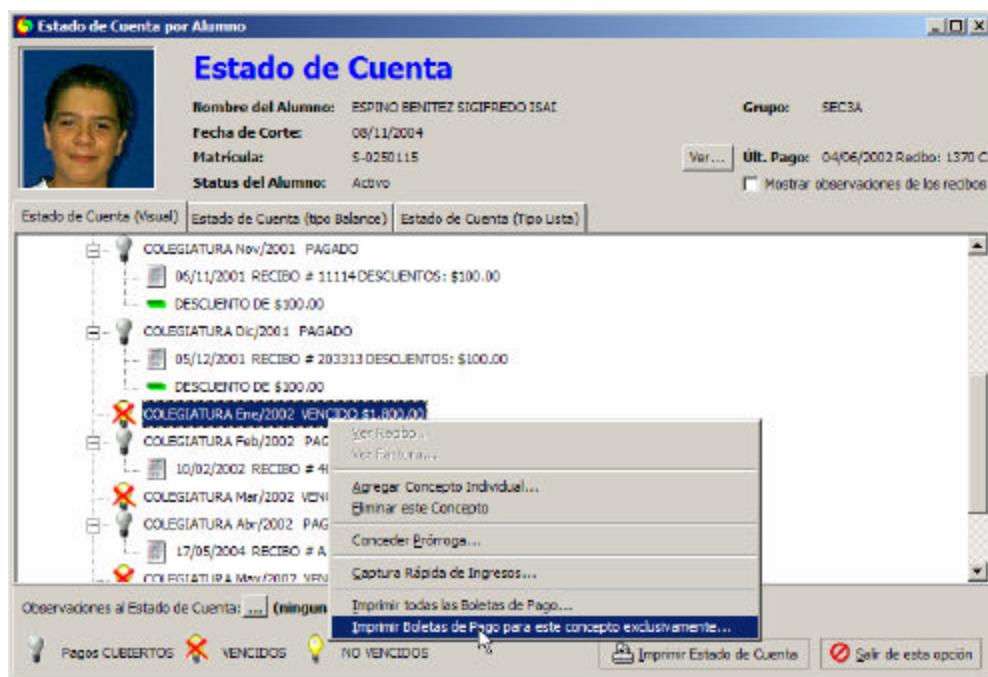 Estado de Cuenta por Alumno
Estado de Cuenta
Nombre del Alumno: ESPINO BENITEZ SIGIFREDO ISAI Grupo: SEC3A
Fecha de Corte: 08/11/2004
Matrícula: S-0250115 Ver... Últ. Pago: 04/06/2002 Recibo: 1370 C
Status del Alumno: Activo Mostrar observaciones de los recibos
Estado de Cuenta (Visual) Estado de Cuenta (tipo Balance) Estado de Cuenta (Tipo Lista)
COLEGIATURA Nov/2001 PAGADO
06/11/2001 RECIBO # 11114 DESCUENTOS: $100.00
DESCUENTO DE $100.00
COLEGIATURA Dic/2001 PAGADO
05/12/2001 RECIBO # 203313 DESCUENTOS: $100.00
DESCUENTO DE $100.00
COLEGIATURA Ene/2002 VENCIDO $1,800.00
COLEGIATURA Feb/2002 PAG
10/02/2002 RECIBO # 4
COLEGIATURA Mar/2002 VEN
COLEGIATURA Abr/2002 PAG
17/05/2004 RECIBO # A
COLEGIATURA May/2002 VEN
Ver Recibo...
Ver Factura...
Agregar Concepto Individual...
Eliminar este Concepto
Conceder Prórroga...
Captura Rápida de Ingresos...
Imprimir todas las Boletas de Pago...
Imprimir Boletas de Pago para este concepto exclusivamente...
Observaciones al Estado de Cuenta: ... (ningun
Pagos CUBIERTOS VENCIDOS NO VENCIDOS Imprimir Estado de Cuenta Salir de esta opción